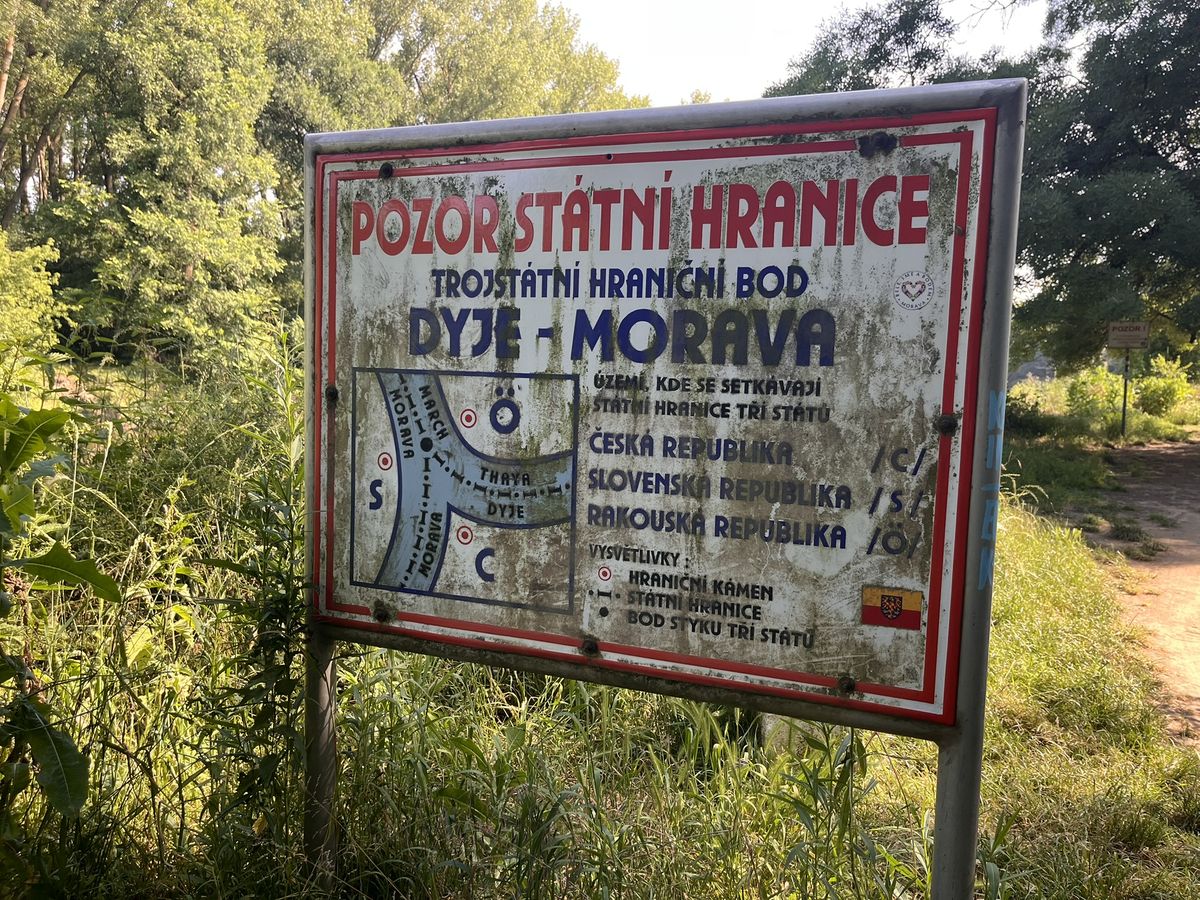 POZOR STÁTNÍ HRANICE
TROJSTÁTNÍ HRANIČNÍ BOD
DYJE - MORAVA
ÚZEMÍ, KDE SE SETKÁVAJÍ
STÁTNÍ HRANICE TŘÍ STÁTŮ
ČESKÁ REPUBLIKA /C/
SLOVENSKÁ REPUBLIKA /S/
RAKOUSKÁ REPUBLIKA /Ö/
VYSVĚTLIVKY :
HRANIČNÍ KÁMEN
STÁTNÍ HRANICE
BOD STYKU TŘÍ STÁTŮ
MORAVA
MARCH
Ö
S
THAYA
DYJE
MORAVA
C
MORAVA
POZOR !